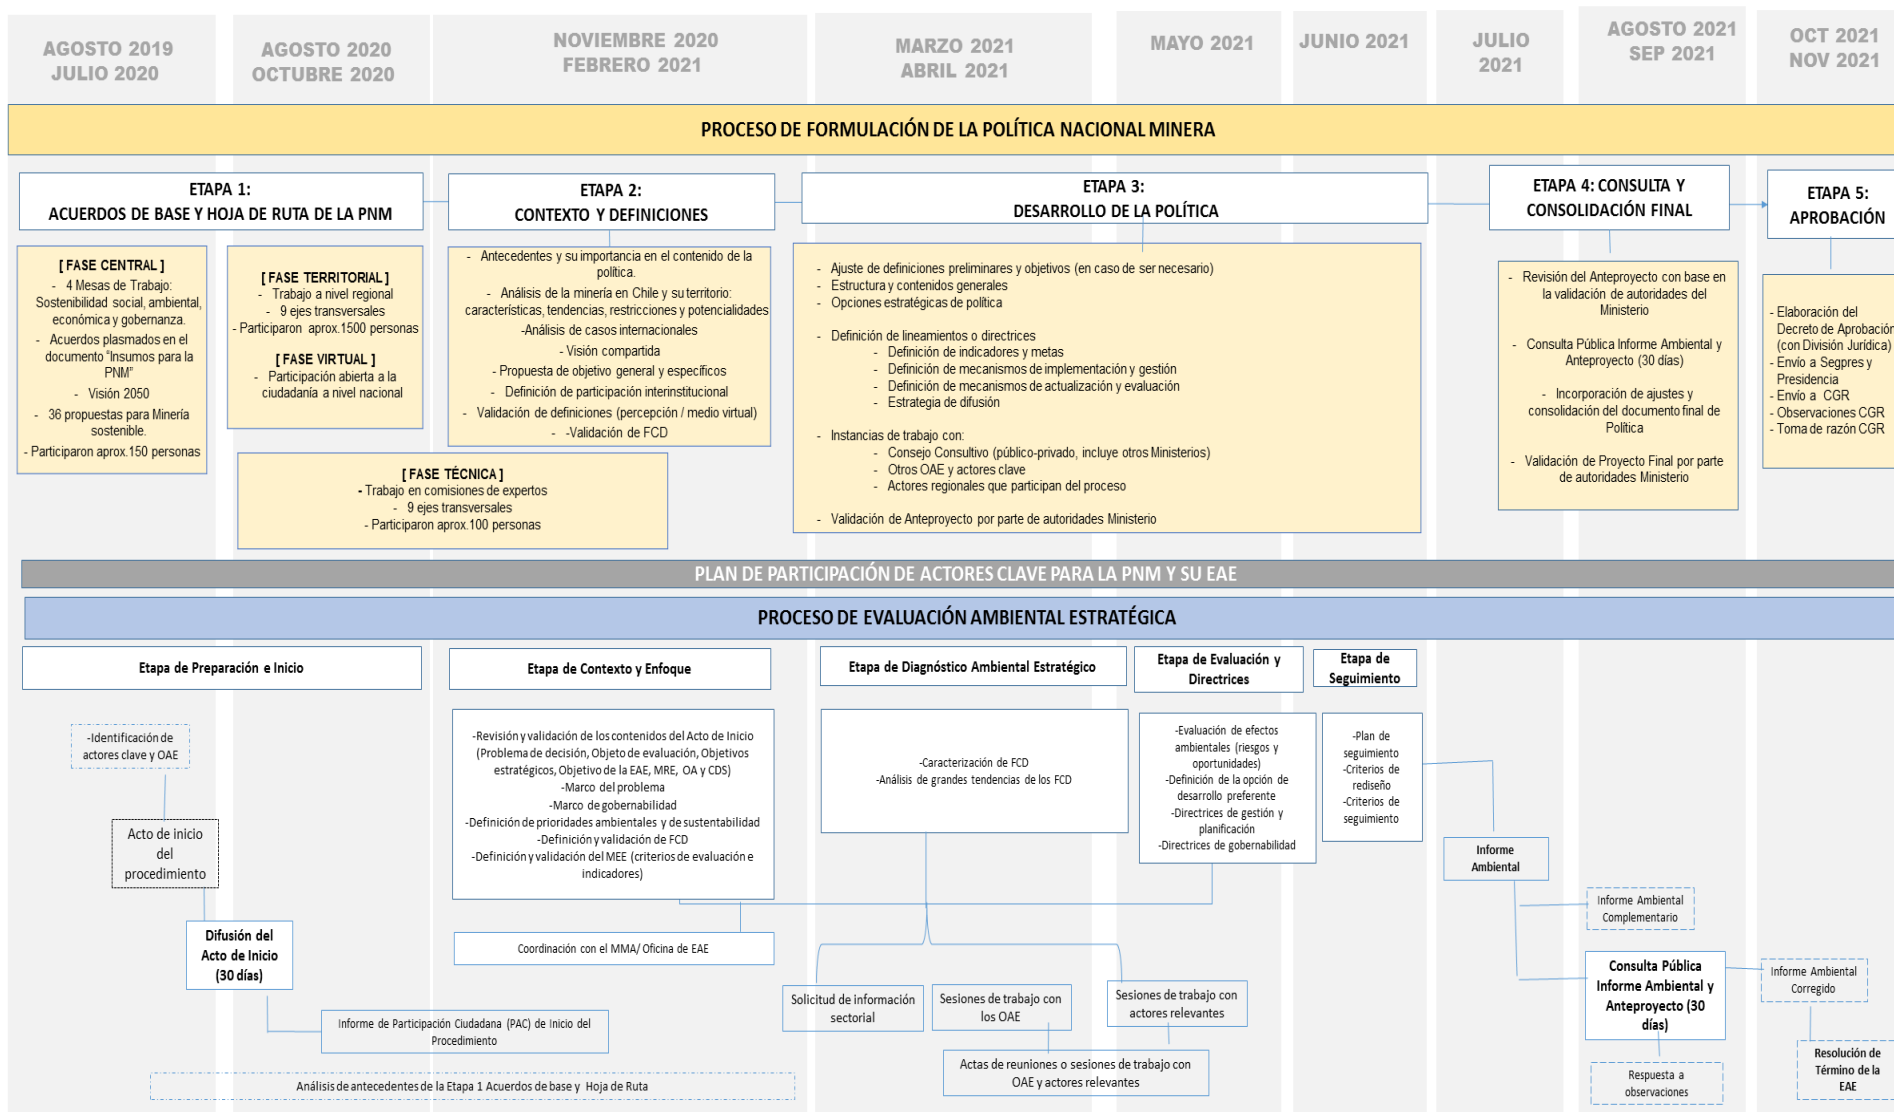 AGOSTO 2019
JULIO 2020
AGOSTO 2020
OCTUBRE 2020
NOVIEMBRE 2020
FEBRERO 2021
MARZO 2021
ABRIL 2021
MAYO 2021
JUNIO 2021
JULIO
2021
AGOSTO 2021
SEP 2021
OCT 2021
NOV 2021
PROCESO DE FORMULACIÓN DE LA POLÍTICA NACIONAL MINERA
ETAPA 1:
ACUERDOS DE BASE Y HOJA DE RUTA DE LA PNM
ETAPA 2:
CONTEXTO Y DEFINICIONES
ETAPA 3:
DESARROLLO DE LA POLÍTICA
ETAPA 4: CONSULTA Y
CONSOLIDACIÓN FINAL
ETAPA 5:
APROBACIÓN
[ FASE CENTRAL ]
- 4 Mesas de Trabajo:
Sostenibilidad social, ambiental,
económica y gobernanza.
- Acuerdos plasmados en el
documento "Insumos para la
PNM"
- Visión 2050
- 36 propuestas para Minería
sostenible.
- Participaron aprox.150 personas
[ FASE TERRITORIAL ]
- Trabajo a nivel regional
- 9 ejes transversales
- Participaron aprox.1500 personas
[ FASE VIRTUAL ]
- Participación abierta a la
ciudadanía a nivel nacional
[ FASE TÉCNICA ]
- Trabajo en comisiones de expertos
- 9 ejes transversales
- Participaron aprox.100 personas
- Antecedentes y su importancia en el contenido de la
política.
- Análisis de la minería en Chile y su territorio:
características, tendencias, restricciones y potencialidades
-Análisis de casos internacionales
- Visión compartida
- Propuesta de objetivo general y específicos
- Definición de participación interinstitucional
- Validación de definiciones (percepción / medio virtual)
- -Validación de FCD
- Ajuste de definiciones preliminares y objetivos (en caso de ser necesario)
- Estructura y contenidos generales
- Opciones estratégicas de política
- Definición de lineamientos o directrices
- Definición de indicadores y metas
- Definición de mecanismos de implementación y gestión
- Definición de mecanismos de actualización y evaluación
- Estrategia de difusión
- Instancias de trabajo con:
- Consejo Consultivo (público-privado, incluye otros Ministerios)
- Otros OAE y actores clave
- Actores regionales que participan del proceso
- Validación de Anteproyecto por parte de autoridades Ministerio
- Revisión del Anteproyecto con base en
la validación de autoridades del
Ministerio
- Consulta Pública Informe Ambiental y
Anteproyecto (30 días)
- Incorporación de ajustes y
consolidación del documento final de
Política
- Validación de Proyecto Final por parte
de autoridades Ministerio
- Elaboración del
Decreto de Aprobación
(con División Jurídica)
- Envío a Segpres y
Presidencia
- Envío a CGR
- Observaciones CGR
- Toma de razón CGR
PLAN DE PARTICIPACIÓN DE ACTORES CLAVE PARA LA PNM Y SU EAE
PROCESO DE EVALUACIÓN AMBIENTAL ESTRATÉGICA
Etapa de Preparación e Inicio
Etapa de Contexto y Enfoque
Etapa de Diagnóstico Ambiental Estratégico
Etapa de Evaluación y
Directrices
Etapa de
Seguimiento
-Identificación de
actores clave y OAE
Acto de inicio
del
procedimiento
Difusión del
Acto de Inicio
(30 días)
Informe de Participación Ciudadana (PAC) de Inicio del
Procedimiento
Análisis de antecedentes de la Etapa 1 Acuerdos de base y Hoja de Ruta
-Revisión y validación de los contenidos del Acto de Inicio
(Problema de decisión, Objeto de evaluación, Objetivos
estratégicos, Objetivo de la EAE, MRE, OA y CDS)
-Marco del problema
-Marco de gobernabilidad
-Definición de prioridades ambientales y de sustentabilidad
-Definición y validación de FCD
-Definición y validación del MEE (criterios de evaluación e
indicadores)
Coordinación con el MMA/ Oficina de EAE
-Caracterización de FCD
-Análisis de grandes tendencias de los FCD
-Evaluación de efectos
ambientales (riesgos y
oportunidades)
-Definición de la opción de
desarrollo preferente
-Directrices de gestión y
planificación
-Directrices de gobernabilidad
-Plan de
seguimiento
-Criterios de
rediseño
-Criterios de
seguimiento
Solicitud de información
sectorial
Sesiones de trabajo con
los OAE
Sesiones de trabajo con
actores relevantes
Actas de reuniones o sesiones de trabajo con
OAE y actores relevantes
Informe
Ambiental
Informe Ambiental
Complementario
Consulta Pública
Informe Ambiental y
Anteproyecto (30
días)
Respuesta a
observaciones
Informe Ambiental
Corregido
Resolución de
Término de la
EAE